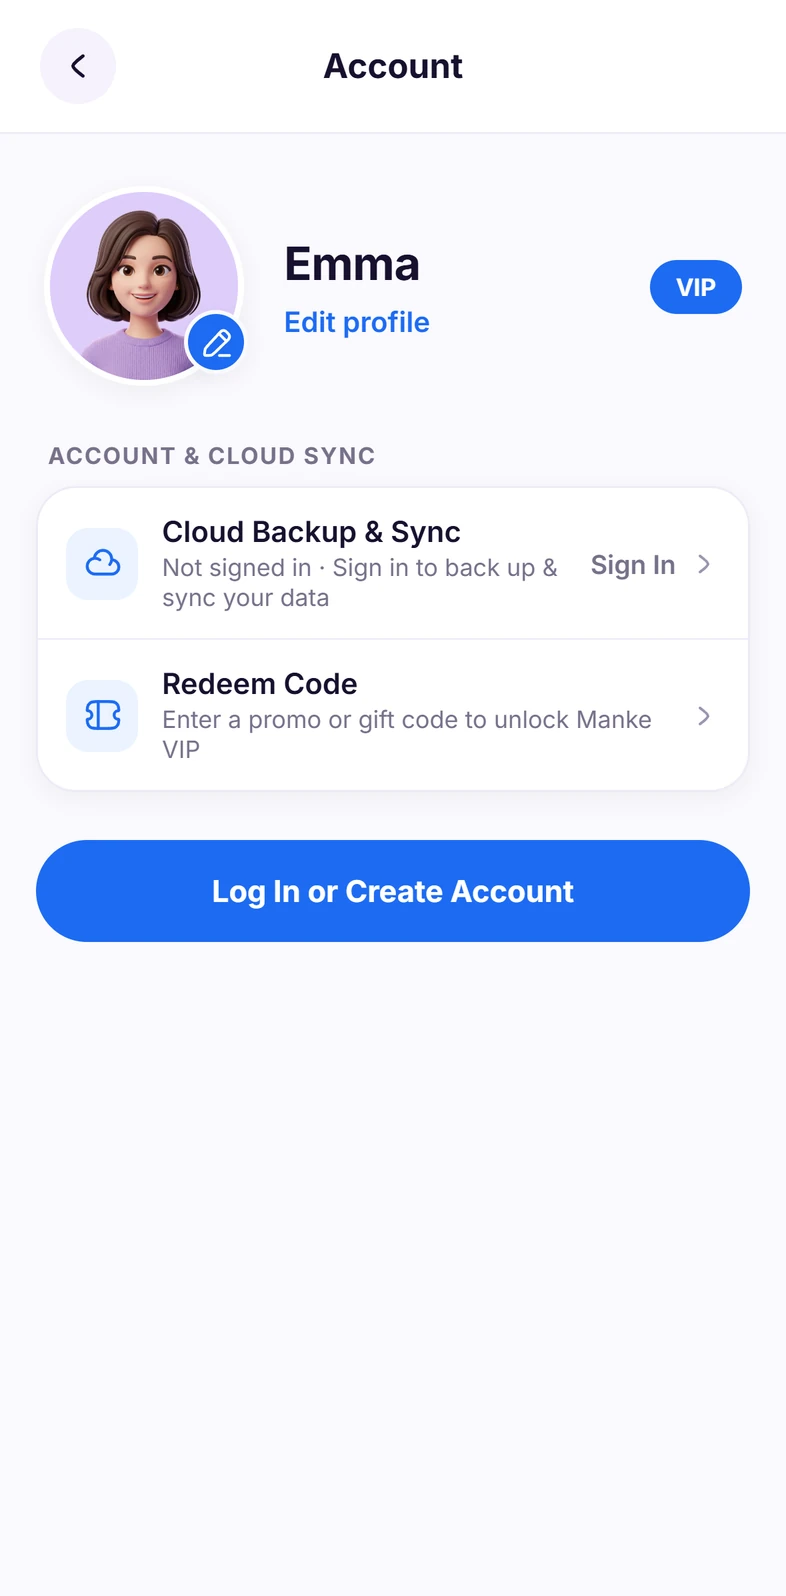 Account
Emma
Edit profile
VIP
ACCOUNT & CLOUD SYNC
Cloud Backup & Sync
Not signed in · Sign in to back up &
sync your data
Sign In
Redeem Code
Enter a promo or gift code to unlock Manke
VIP
Log In or Create Account